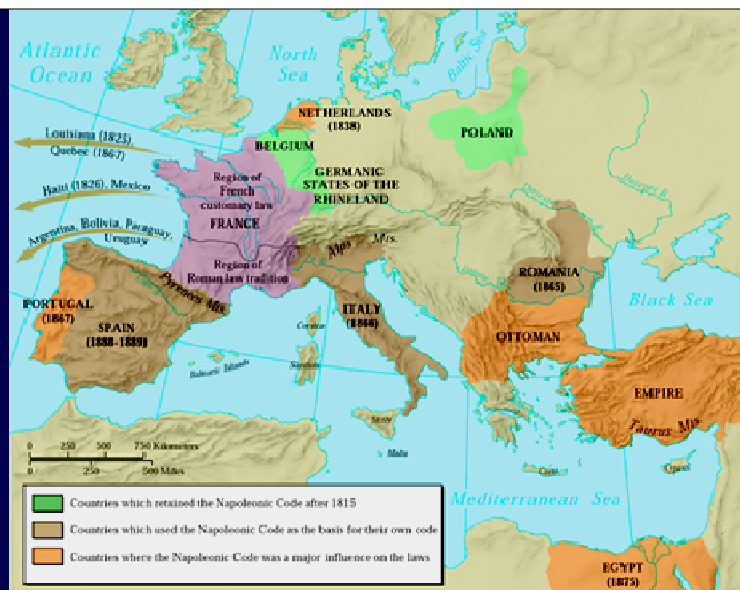 Atlantic
Ocean
North
Sea
Baltic Sea
NETHERLANDS
(1838)
Louisiana (1825),
Quebec (1867)
BELGIUM
POLAND
Haiti (1826), Mexico
Region of
French
customary law
FRANCE
GERMANIC
STATES OF THE
RHINELAND
Argentina, Bolivia, Paraguay,
Uruguay
Region of
Roman law tradition
Alps Mts.
Pyrenees Mts.
PORTUGAL
(1867)
SPAIN
(1888-1889)
ITALY
(1866)
ROMANIA
(1865)
Black Sea
OTTOMAN
EMPIRE
Taurus Mts.
Corsica
Sardinia
Balearic Islands
Sicily
Malta
Crete
Cyprus
0 250 500 750 Kilometers
0 250 500 Miles
Mediterranean Sea
Countries which retained the Napoleonic Code after 1815
Countries which used the Napoleonic Code as the basis for their own code
Countries where the Napoleonic Code was a major influence on the laws
EGYPT
(1875)